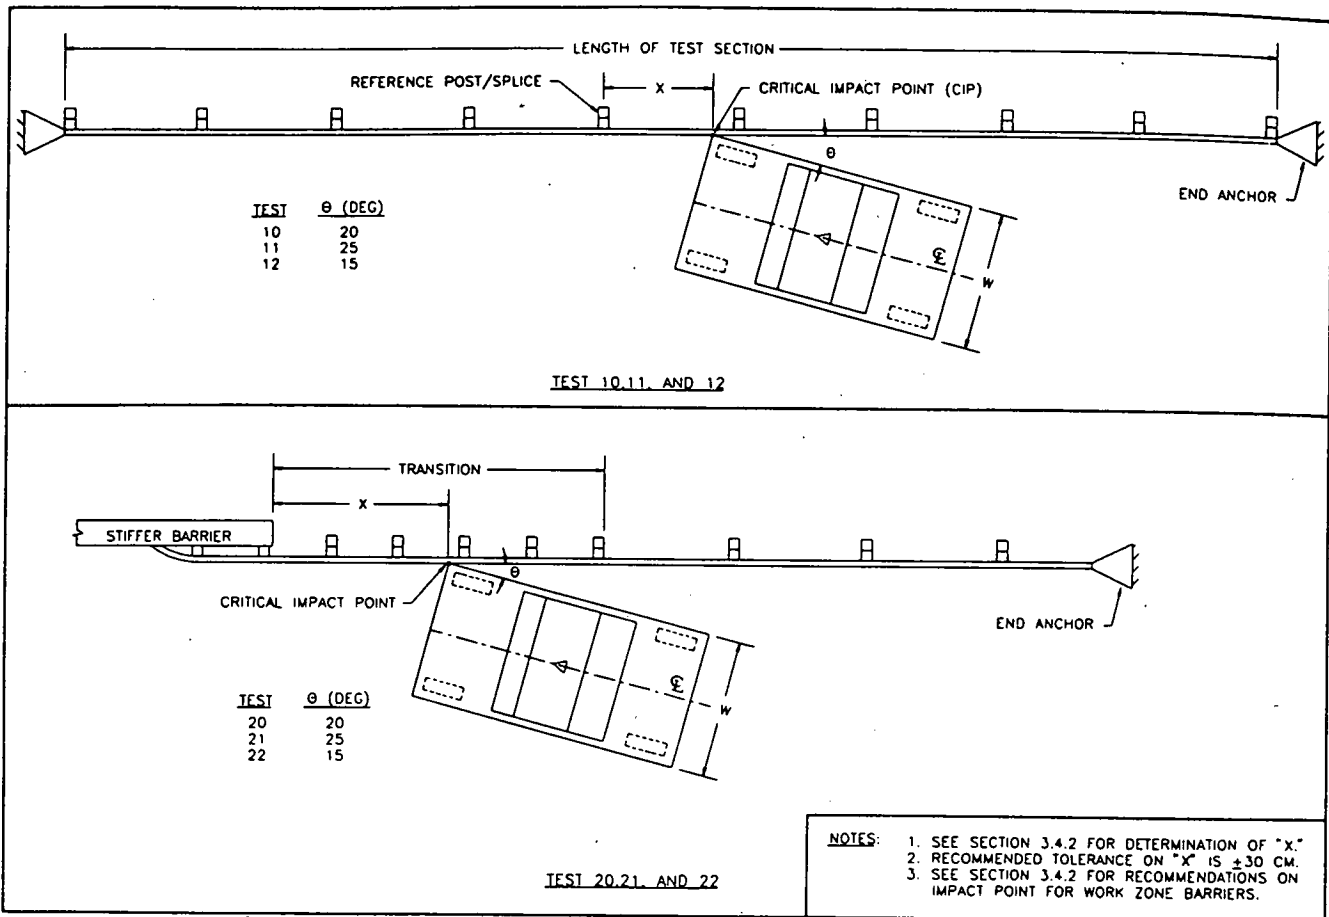 LENGTH OF TEST SECTION
REFERENCE POST/SPLICE
X
CRITICAL IMPACT POINT (CIP)
θ
END ANCHOR
TEST θ (DEG)
10 20
11 25
12 15
℄
W
TEST 10,11, AND 12
TRANSITION
X
STIFFER BARRIER
θ
CRITICAL IMPACT POINT
END ANCHOR
℄
W
TEST θ (DEG)
20 20
21 25
22 15
TEST 20,21, AND 22
NOTES: 1. SEE SECTION 3.4.2 FOR DETERMINATION OF "X."
2. RECOMMENDED TOLERANCE ON "X" IS ±30 CM.
3. SEE SECTION 3.4.2 FOR RECOMMENDATIONS ON
IMPACT POINT FOR WORK ZONE BARRIERS.